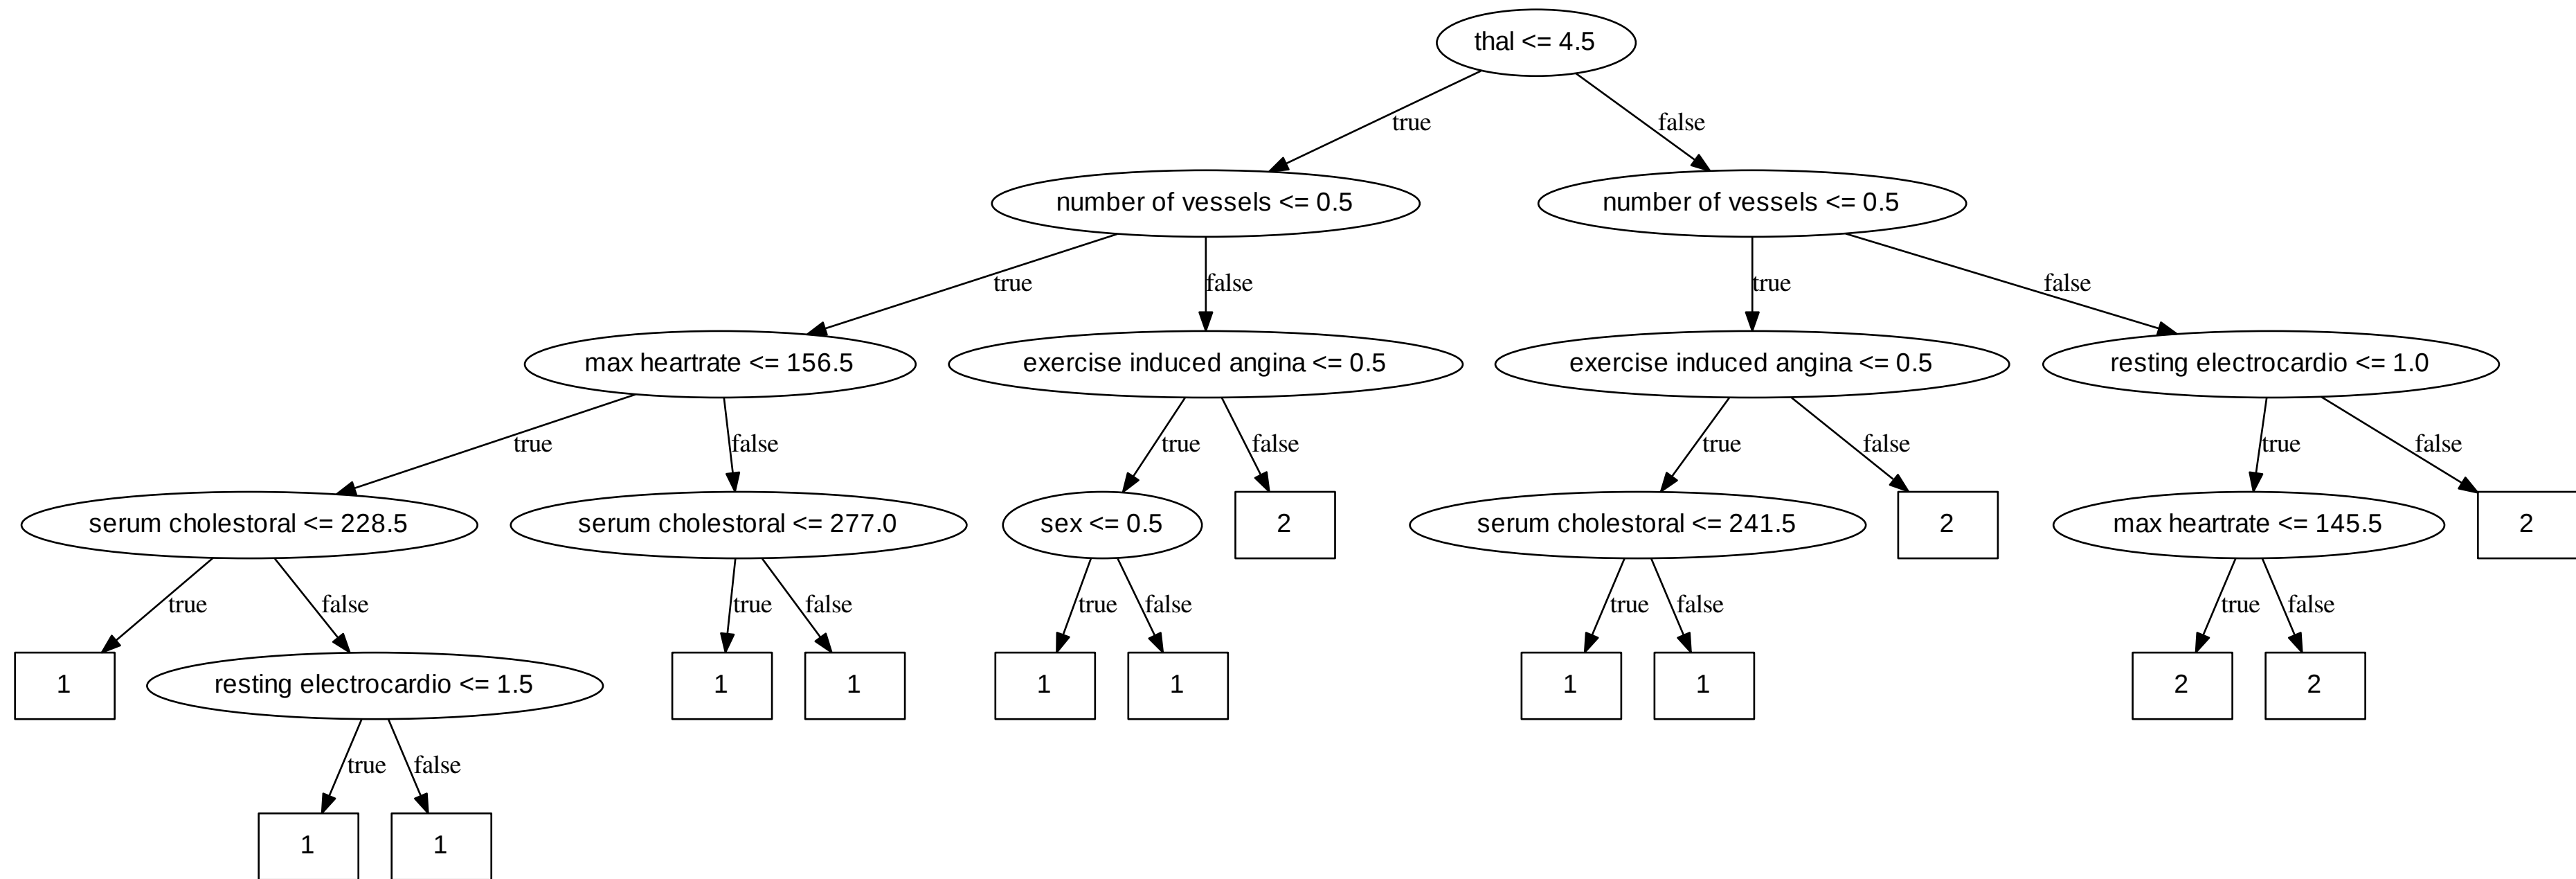 thal <= 4.5
true
false
number of vessels <= 0.5
number of vessels <= 0.5
true
false
true
false
max heartrate <= 156.5
exercise induced angina <= 0.5
exercise induced angina <= 0.5
resting electrocardio <= 1.0
true
false
true
false
true
false
true
false
serum cholestoral <= 228.5
serum cholestoral <= 277.0
sex <= 0.5
2
serum cholestoral <= 241.5
2
max heartrate <= 145.5
2
true
false
true
false
true
false
true
false
true
false
1
resting electrocardio <= 1.5
1
1
1
1
1
1
2
2
true
false
1
1